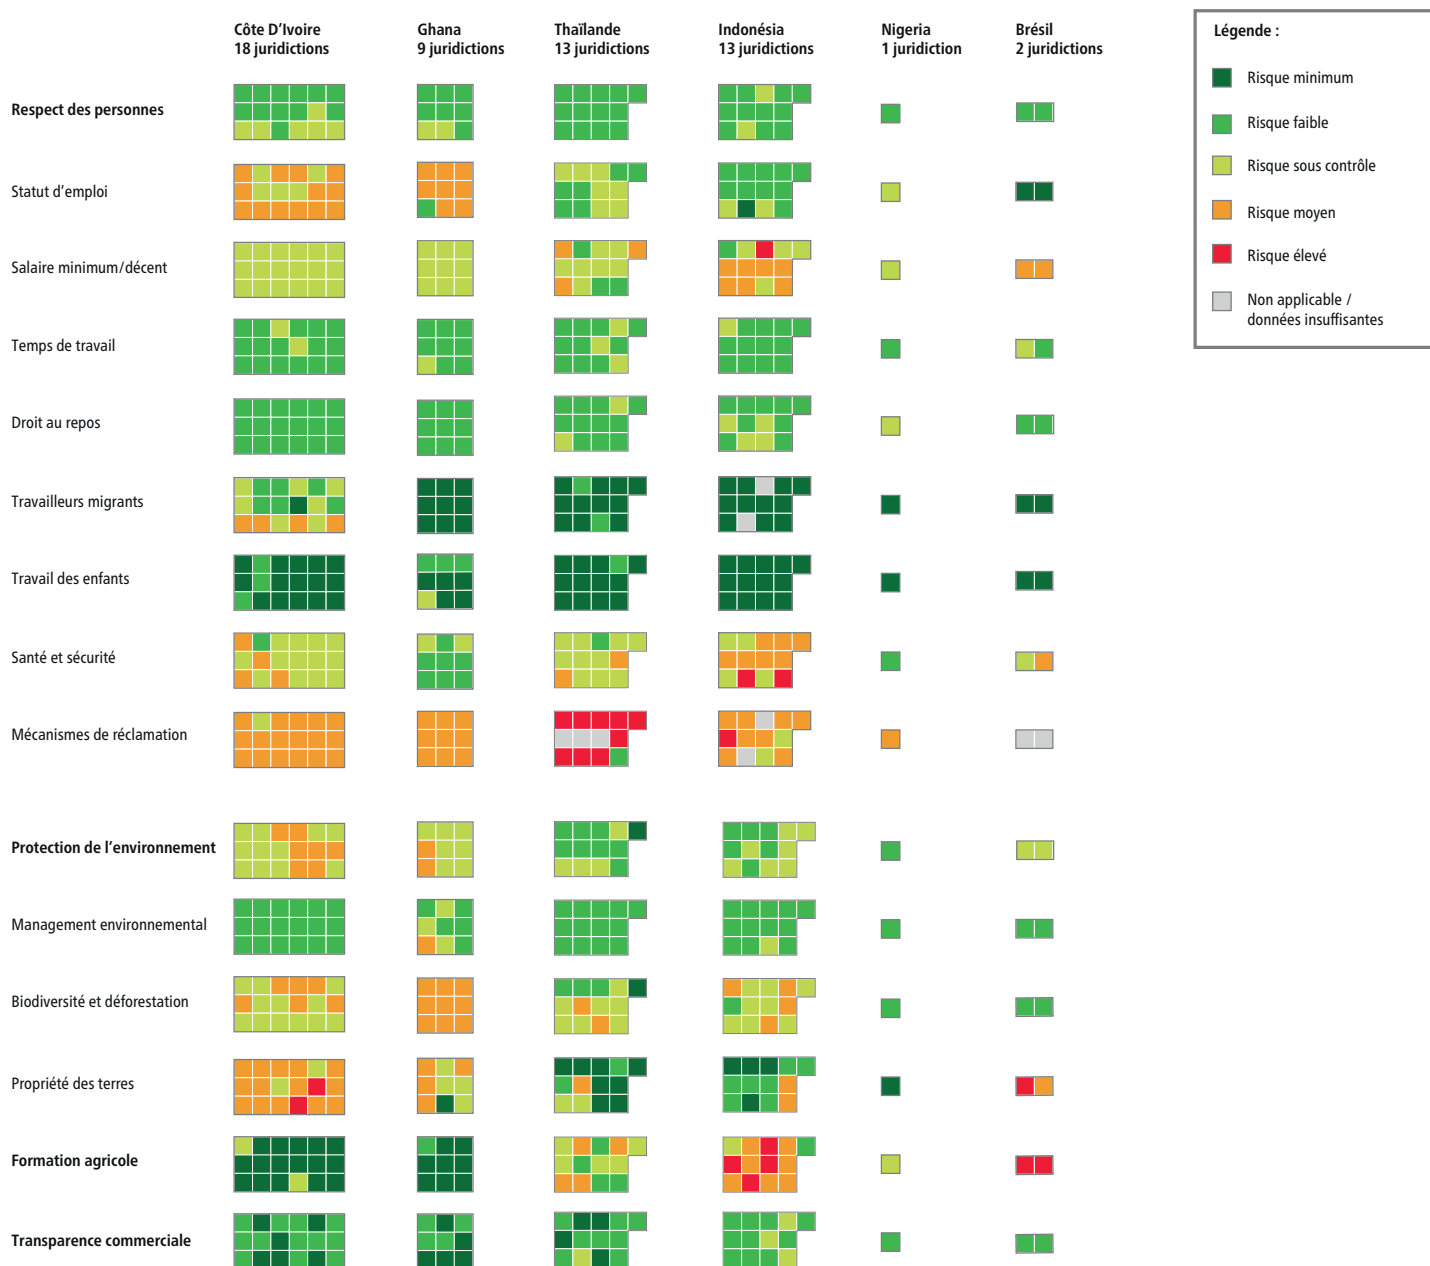 Côte D'Ivoire
18 juridictions
Ghana
9 juridictions
Thaïlande
13 juridictions
Indonésia
13 juridictions
Nigeria
1 juridiction
Brésil
2 juridictions
Légende :
Risque minimum
Risque faible
Risque sous contrôle
Risque moyen
Risque élevé
Non applicable /
données insuffisantes
Respect des personnes
Statut d'emploi
Salaire minimum/décent
Temps de travail
Droit au repos
Travailleurs migrants
Travail des enfants
Santé et sécurité
Mécanismes de réclamation
Protection de l'environnement
Management environnemental
Biodiversité et déforestation
Propriété des terres
Formation agricole
Transparence commerciale